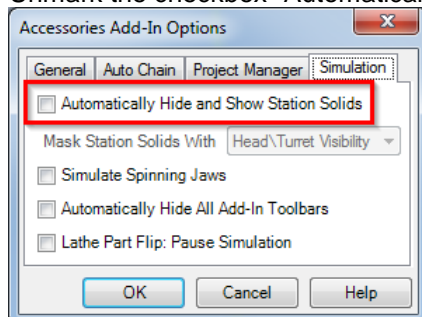 Accessories Add-In Options
General Auto Chain Project Manager Simulation
Automatically Hide and Show Station Solids
Mask Station Solids With Head\Turret Visibility
Simulate Spinning Jaws
Automatically Hide All Add-In Toolbars
Lathe Part Flip: Pause Simulation
OK Cancel Help